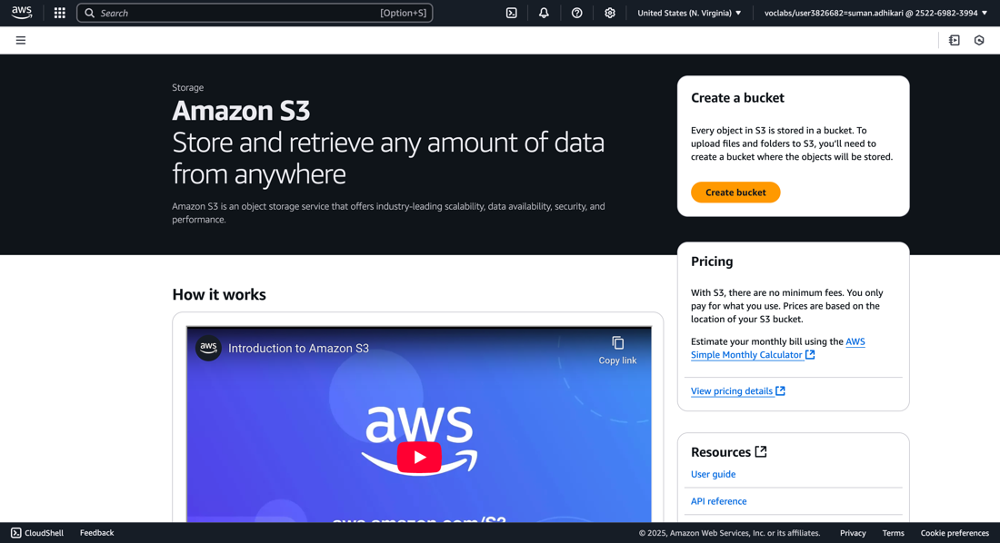 aws
Search
[Option+S]
United States (N. Virginia)
voclabs/user3826682=suman.adhikari @ 2522-6982-3994
Storage
Amazon S3
Store and retrieve any amount of data
from anywhere
Amazon S3 is an object storage service that offers industry-leading scalability, data availability, security, and
performance.
Create a bucket
Every object in S3 is stored in a bucket. To
upload files and folders to S3, you'll need to
create a bucket where the objects will be stored.
Create bucket
Pricing
With S3, there are no minimum fees. You only
pay for what you use. Prices are based on the
location of your S3 bucket.
Estimate your monthly bill using the AWS
Simple Monthly Calculator
View pricing details
How it works
aws
Introduction to Amazon S3
Copy link
aws
aws.amazon.com/S3
Resources
User guide
API reference
CloudShell
Feedback
© 2025, Amazon Web Services, Inc. or its affiliates.
Privacy
Terms
Cookie preferences